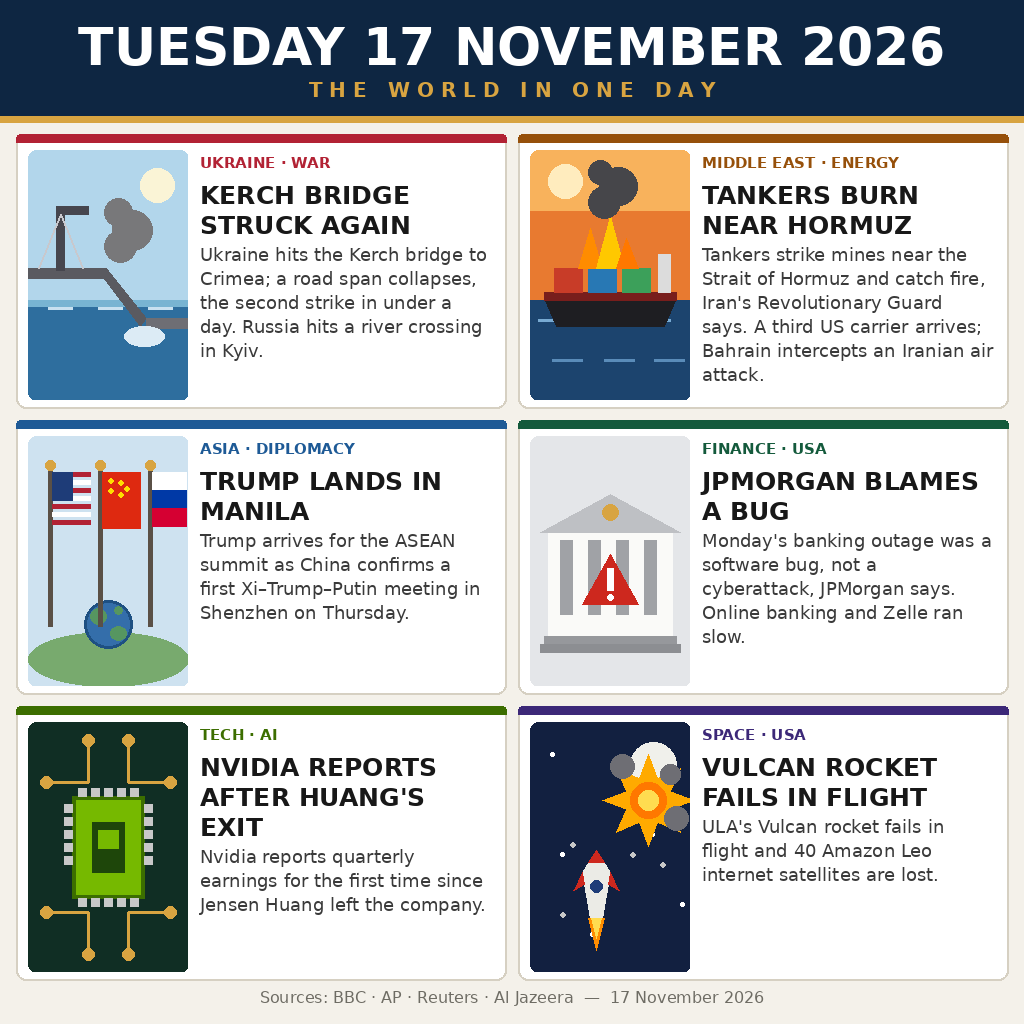 TUESDAY 17 NOVEMBER 2026
THE WORLD IN ONE DAY
UKRAINE · WAR
KERCH BRIDGE
STRUCK AGAIN
Ukraine hits the Kerch bridge to
Crimea; a road span collapses,
the second strike in under a
day. Russia hits a river crossing
in Kyiv.
MIDDLE EAST · ENERGY
TANKERS BURN
NEAR HORMUZ
Tankers strike mines near the
Strait of Hormuz and catch fire,
Iran's Revolutionary Guard
says. A third US carrier arrives;
Bahrain intercepts an Iranian air
attack.
ASIA · DIPLOMACY
TRUMP LANDS IN
MANILA
Trump arrives for the ASEAN
summit as China confirms a
first Xi–Trump–Putin meeting in
Shenzhen on Thursday.
FINANCE · USA
JPMORGAN BLAMES
A BUG
Monday's banking outage was a
software bug, not a
cyberattack, JPMorgan says.
Online banking and Zelle ran
slow.
TECH · AI
NVIDIA REPORTS
AFTER HUANG'S
EXIT
Nvidia reports quarterly
earnings for the first time since
Jensen Huang left the company.
SPACE · USA
VULCAN ROCKET
FAILS IN FLIGHT
ULA's Vulcan rocket fails in
flight and 40 Amazon Leo
internet satellites are lost.
Sources: BBC · AP · Reuters · Al Jazeera — 17 November 2026